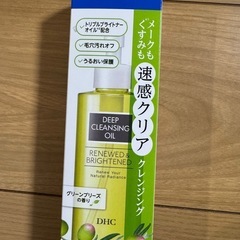 メークも
くすみも
速感クリア
クレンジング
・トリプルブライトナー
オイル配合
・毛穴汚れオフ
・うるおい保護
DEEP
CLEANSING
OIL
RENEWED &
BRIGHTENED
Renew Your
Natural Radiance
グリーンブリーズ
の香り
DHC